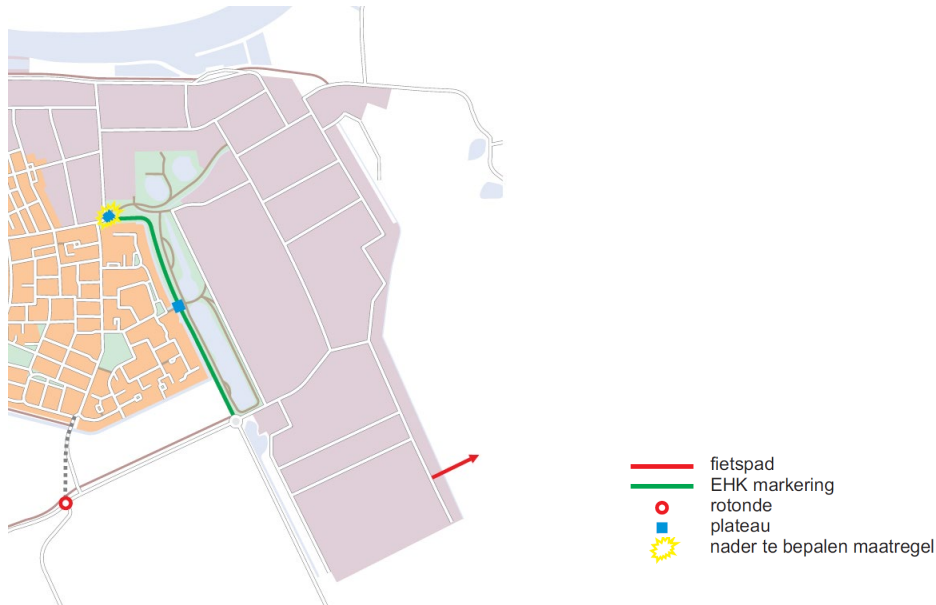 fietspad
EHK markering
rotonde
plateau
nader te bepalen maatregel